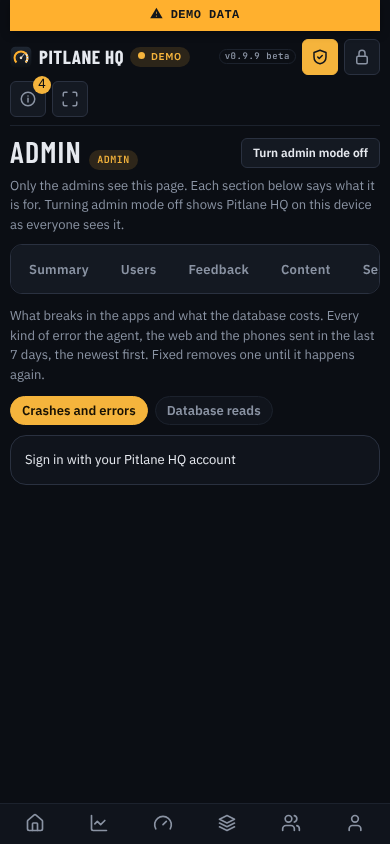 DEMO DATA
PITLANE HQ
DEMO
v0.9.9 beta
4
ADMIN
ADMIN
Turn admin mode off
Only the admins see this page. Each section below says what it
is for. Turning admin mode off shows Pitlane HQ on this device
as everyone sees it.
Summary Users Feedback Content Se
What breaks in the apps and what the database costs. Every
kind of error the agent, the web and the phones sent in the last
7 days, the newest first. Fixed removes one until it happens
again.
Crashes and errors Database reads
Sign in with your Pitlane HQ account